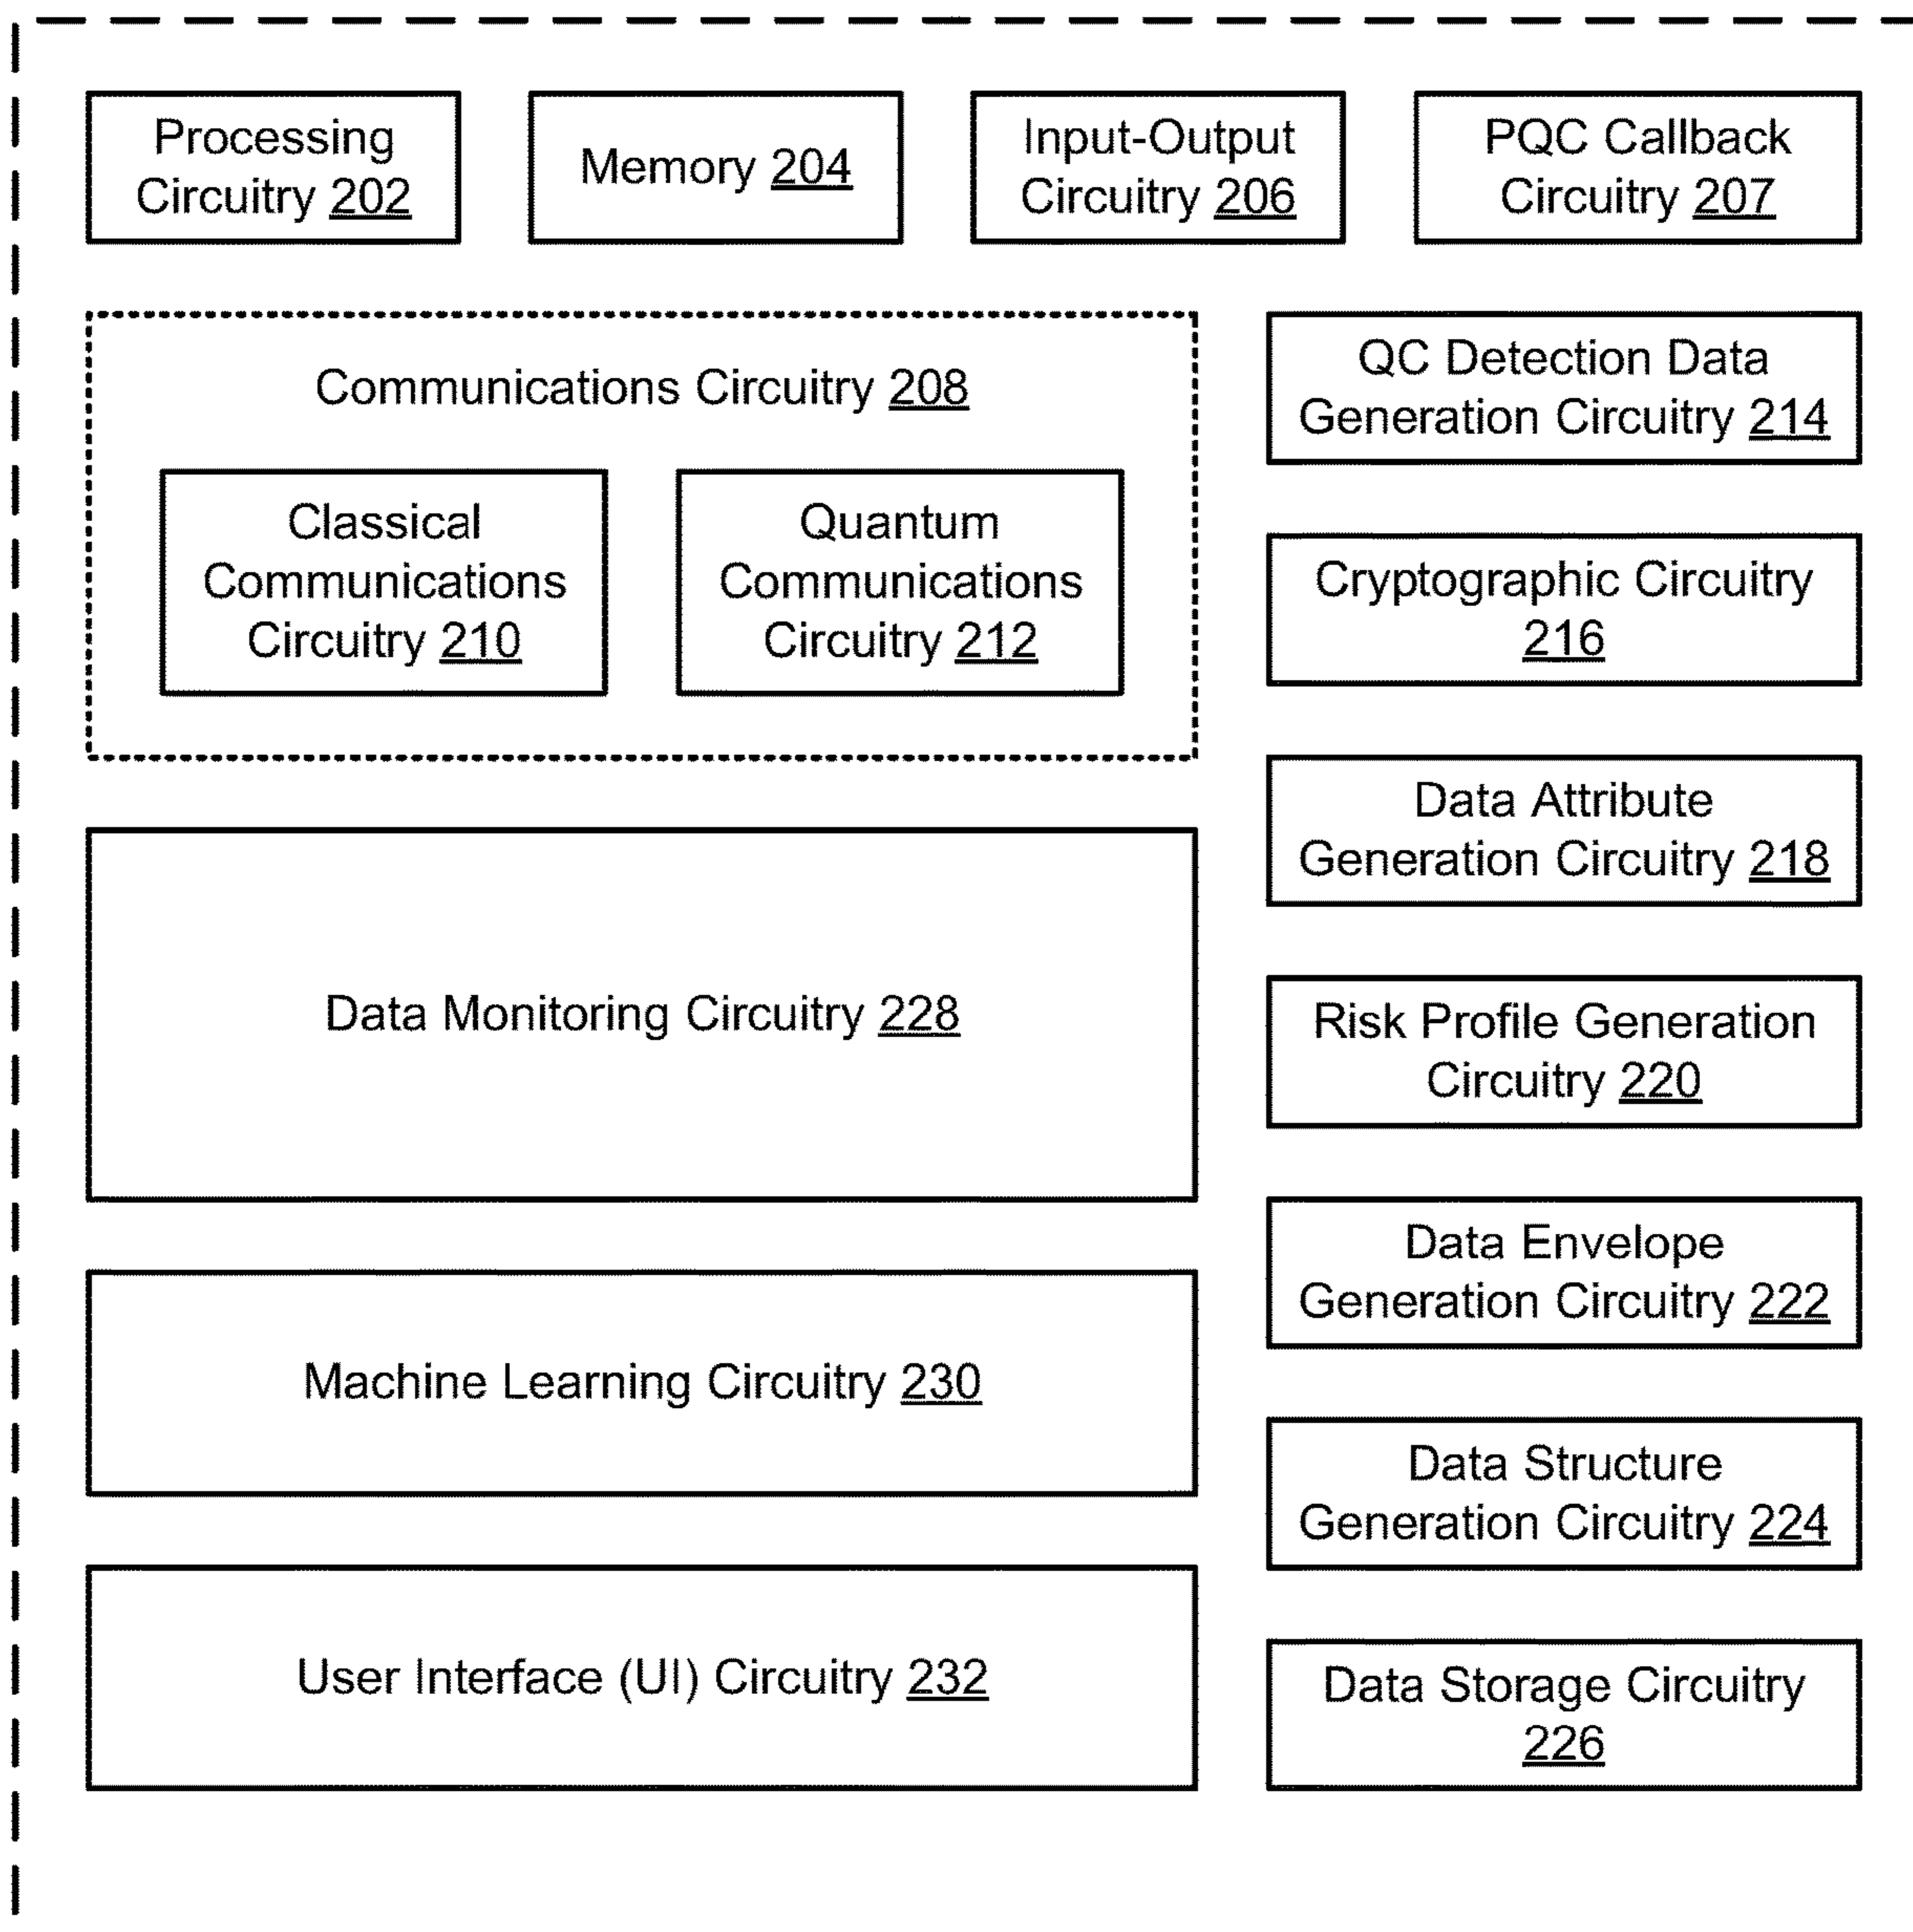 Processing
Circuitry 202
Memory 204
Input-Output
Circuitry 206
PQC Callback
Circuitry 207
Communications Circuitry 208
Classical
Communications
Circuitry 210
Quantum
Communications
Circuitry 212
QC Detection Data
Generation Circuitry 214
Cryptographic Circuitry
216
Data Attribute
Generation Circuitry 218
Data Monitoring Circuitry 228
Risk Profile Generation
Circuitry 220
Data Envelope
Generation Circuitry 222
Machine Learning Circuitry 230
Data Structure
Generation Circuitry 224
User Interface (UI) Circuitry 232
Data Storage Circuitry
226